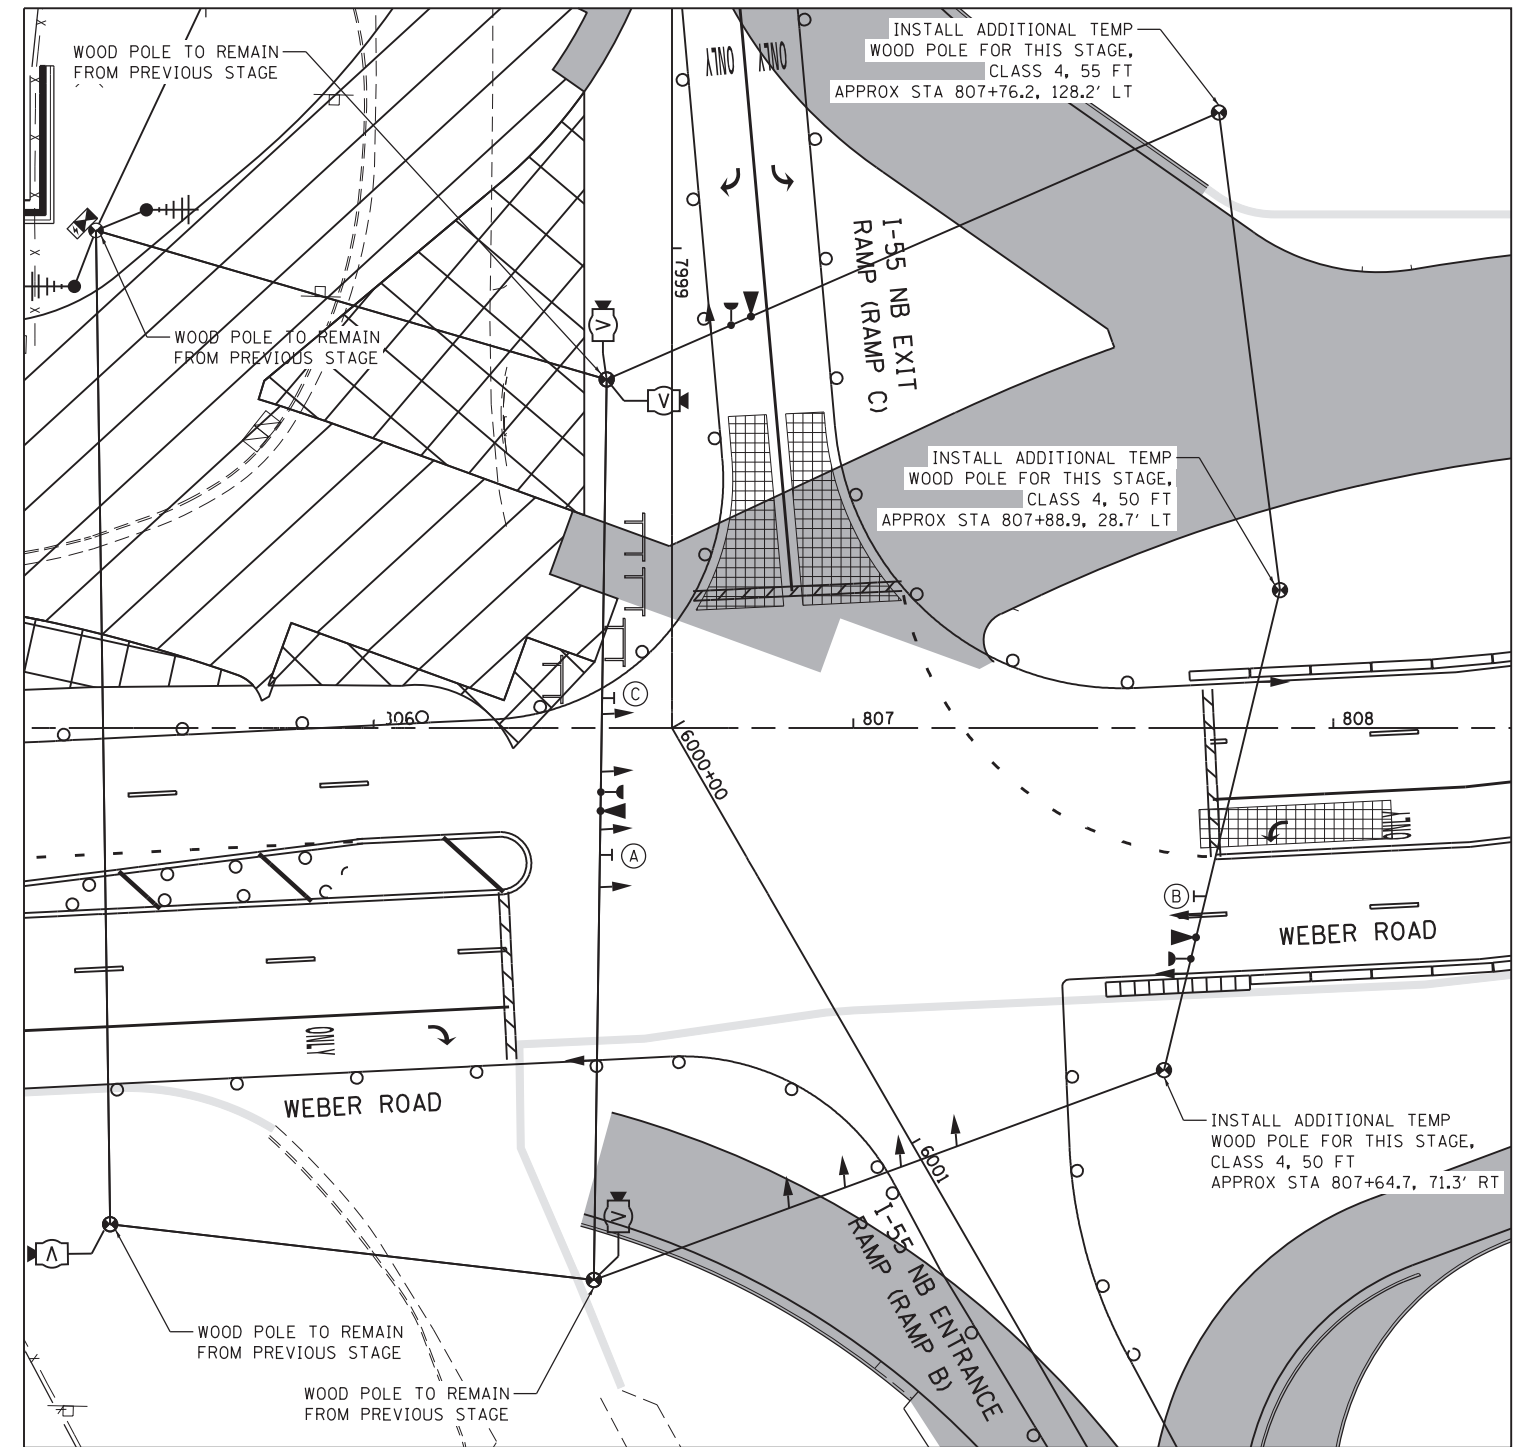 WOOD POLE TO REMAIN
FROM PREVIOUS STAGE
ONLY
ONLY
INSTALL ADDITIONAL TEMP
WOOD POLE FOR THIS STAGE,
CLASS 4, 55 FT
APPROX STA 807+76.2, 128.2' LT
7999
I-55 NB EXIT
RAMP (RAMP C)
WOOD POLE TO REMAIN
FROM PREVIOUS STAGE
V
V
INSTALL ADDITIONAL TEMP
WOOD POLE FOR THIS STAGE,
CLASS 4, 50 FT
APPROX STA 807+88.9, 28.7' LT
C
806
807
808
6000+00
A
B
WEBER ROAD
ONLY
WEBER ROAD
6001
INSTALL ADDITIONAL TEMP
WOOD POLE FOR THIS STAGE,
CLASS 4, 50 FT
APPROX STA 807+64.7, 71.3' RT
I-55 NB ENTRANCE
RAMP (RAMP B)
V
V
WOOD POLE TO REMAIN
FROM PREVIOUS STAGE
WOOD POLE TO REMAIN
FROM PREVIOUS STAGE